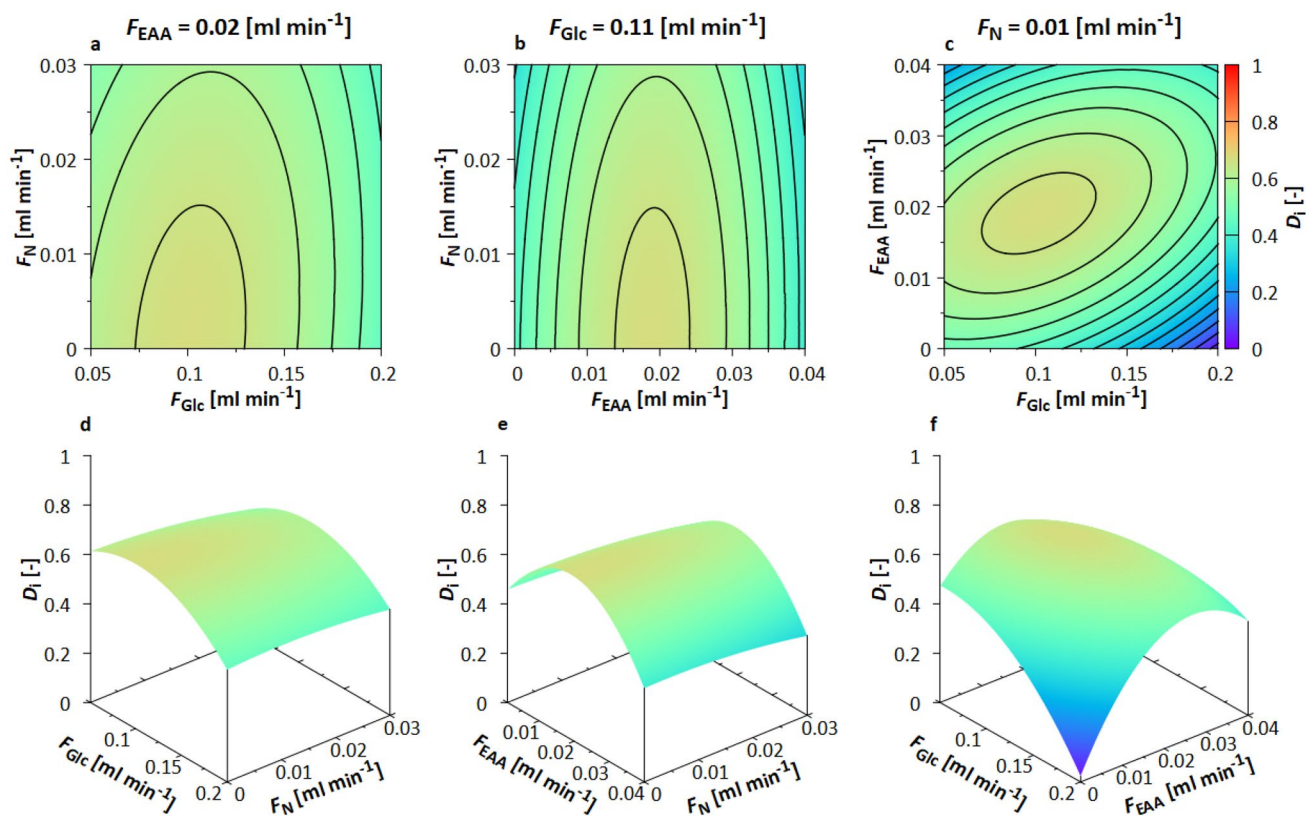 F_EAA = 0.02 [ml min⁻¹] F_Glc = 0.11 [ml min⁻¹] F_N = 0.01 [ml min⁻¹]
a b c
0.03 0.03 0.04 1
0.8
0.03
0.02 0.02
0.6
F_N [ml min⁻¹] F_N [ml min⁻¹] F_EAA [ml min⁻¹] 0.02 D_i [-]
0.4
0.01 0.01
0.01
0.2
0 0 0 0
0.05 0.1 0.15 0.2 0 0.01 0.02 0.03 0.04 0.05 0.1 0.15 0.2
F_Glc [ml min⁻¹] F_EAA [ml min⁻¹] F_Glc [ml min⁻¹]
d e f
1 1 1
0.8 0.8 0.8
0.6 0.6 0.6
D_i [-] D_i [-] D_i [-]
0.4 0.4 0.4
0.2 0.2 0.2
0 0 0
0.1 0.15 0.2 0.01 0.02 0.03 0.04 0.1 0.15 0.2
0 0.01 0.02 0.03 0 0.01 0.02 0.03 0 0.01 0.02 0.03 0.04
F_Glc [ml min⁻¹] F_N [ml min⁻¹] F_EAA [ml min⁻¹] F_N [ml min⁻¹] F_Glc [ml min⁻¹] F_EAA [ml min⁻¹]